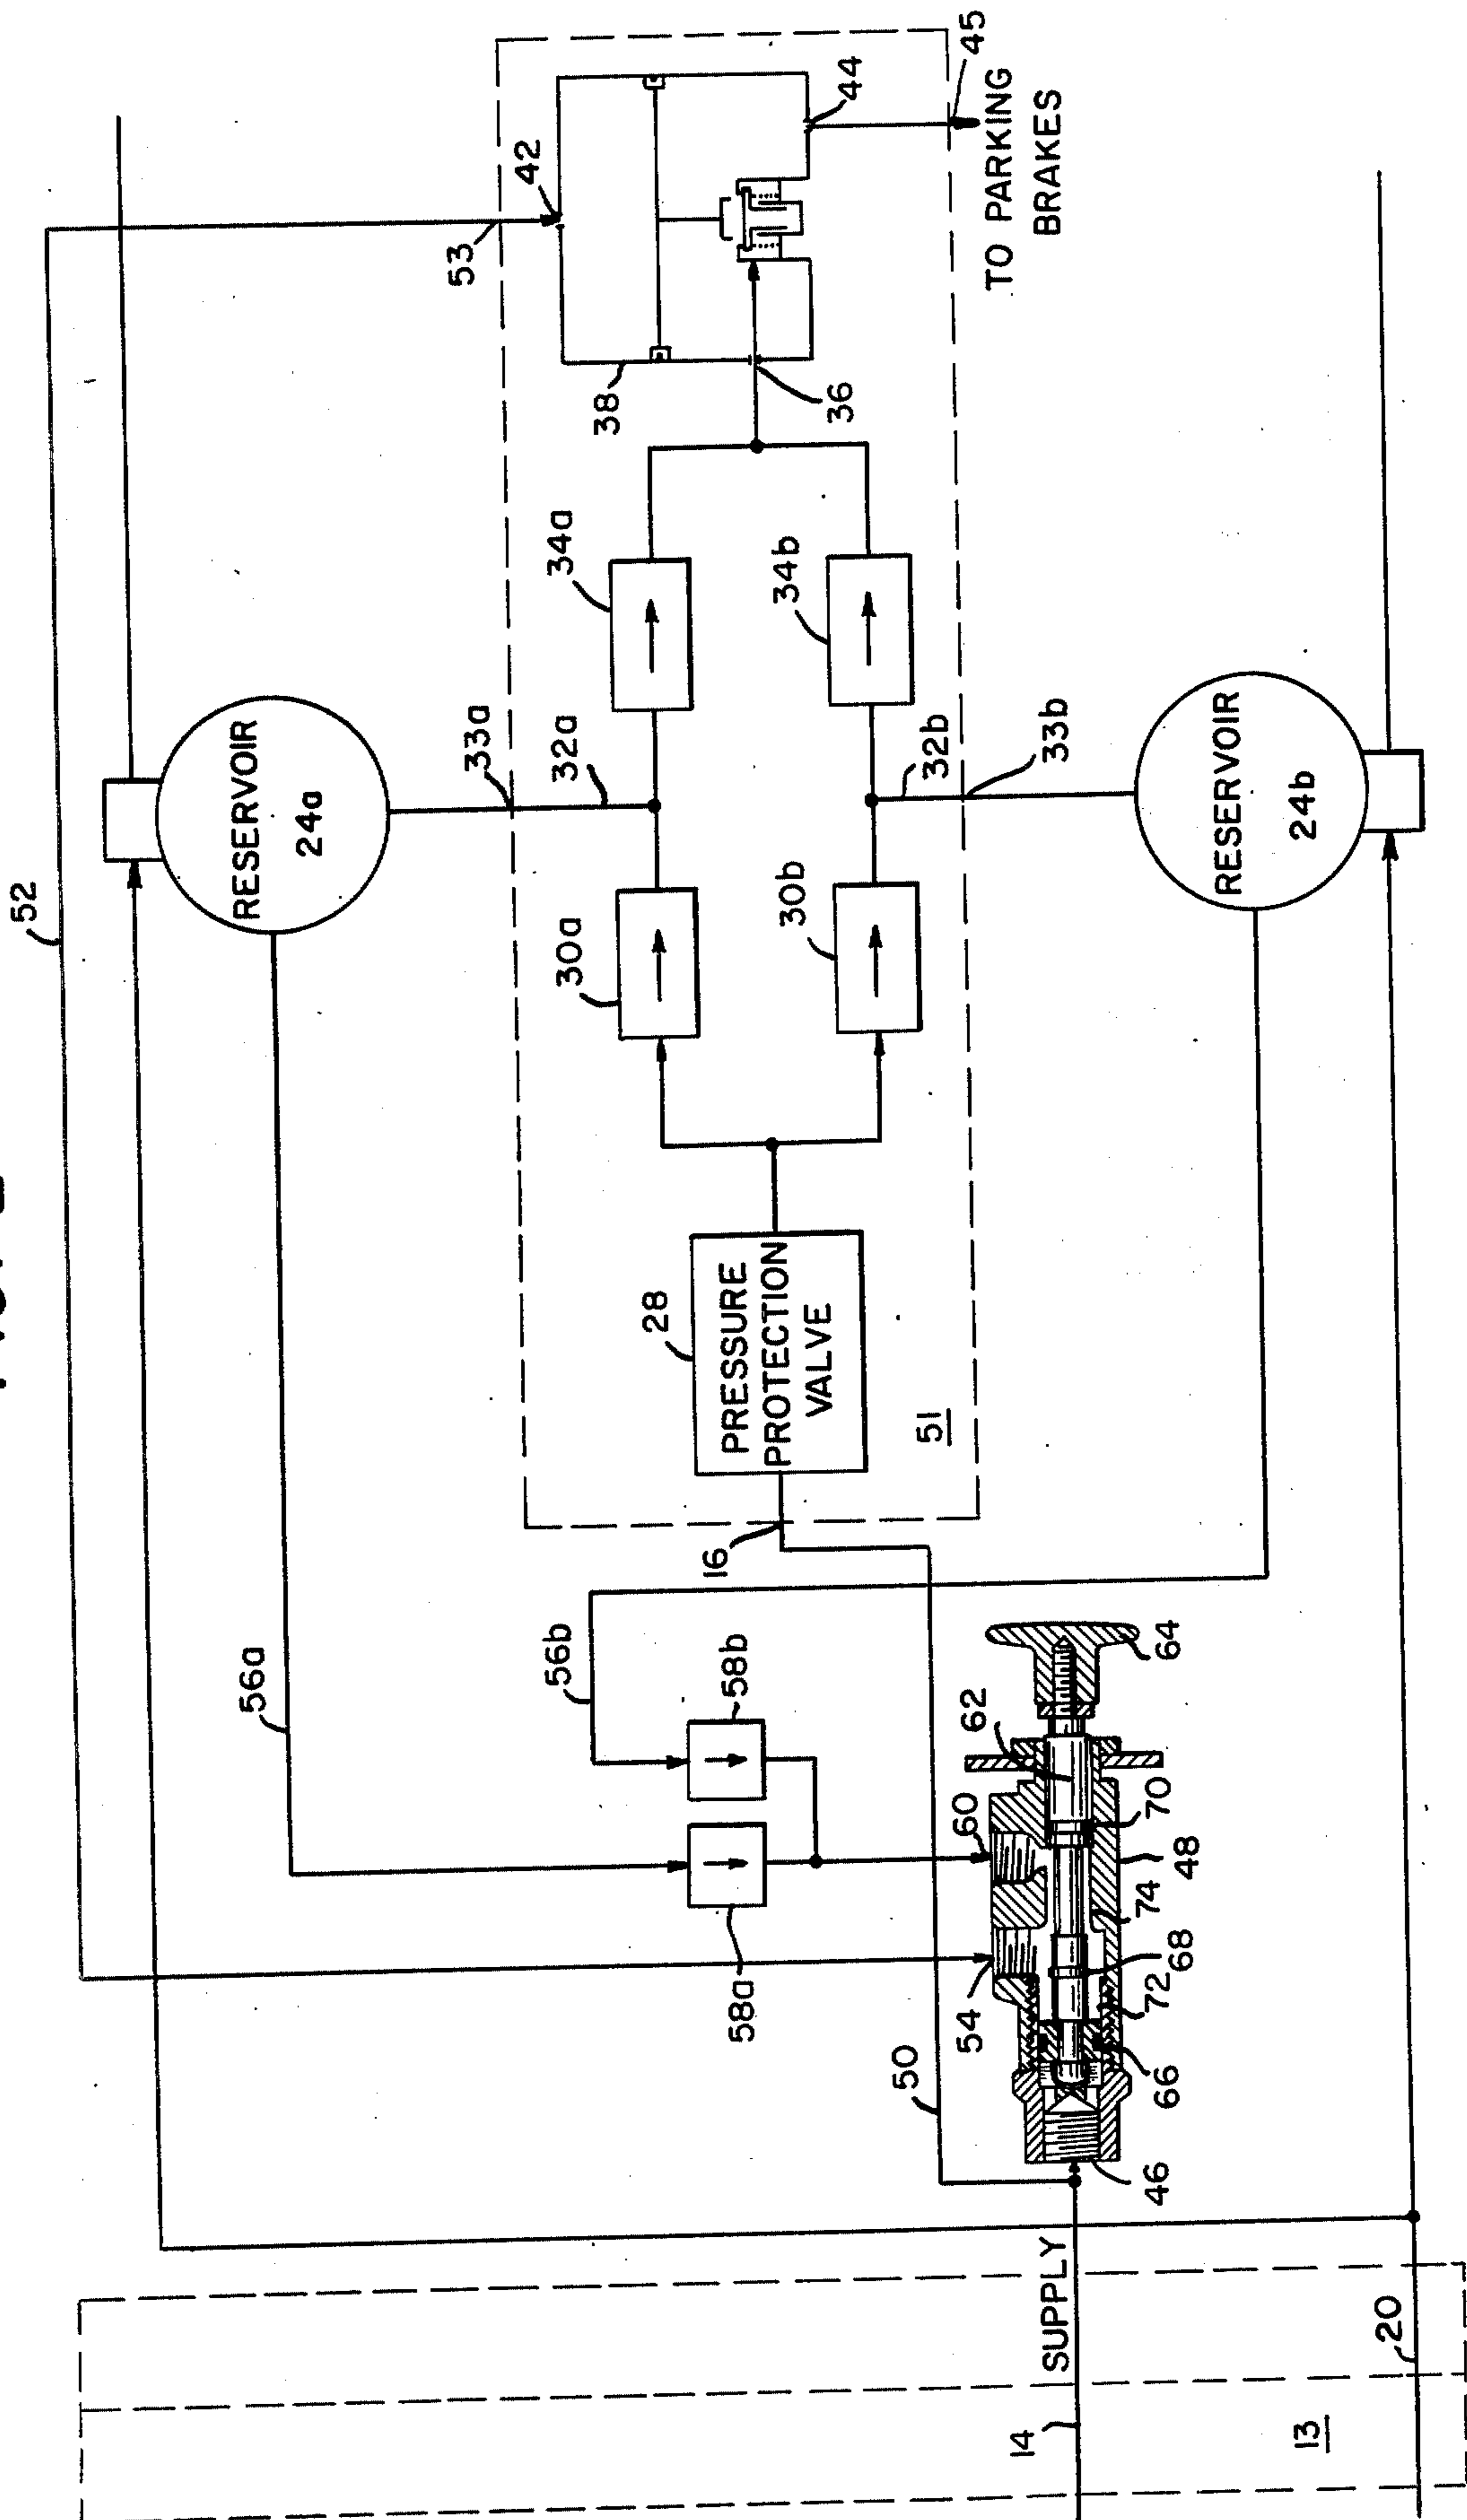 52
53
42
44
45
TO PARKING
BRAKES
38
36
34a
34b
33a
32a
32b
33b
RESERVOIR
24a
RESERVOIR
24b
30a
30b
28
PRESSURE
PROTECTION
VALVE
51
16
56a
56b
58b
58a
60
62
64
70
48
74
68
72
66
54
50
46
SUPPLY
14
20
13